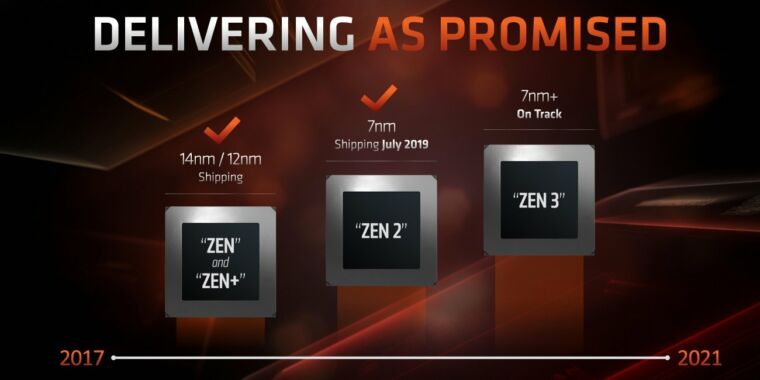 DELIVERING AS PROMISED
14nm / 12nm
Shipping
7nm
Shipping July 2019
7nm+
On Track
“ZEN”
and
“ZEN+”
“ZEN 2”
“ZEN 3”
2017
2021